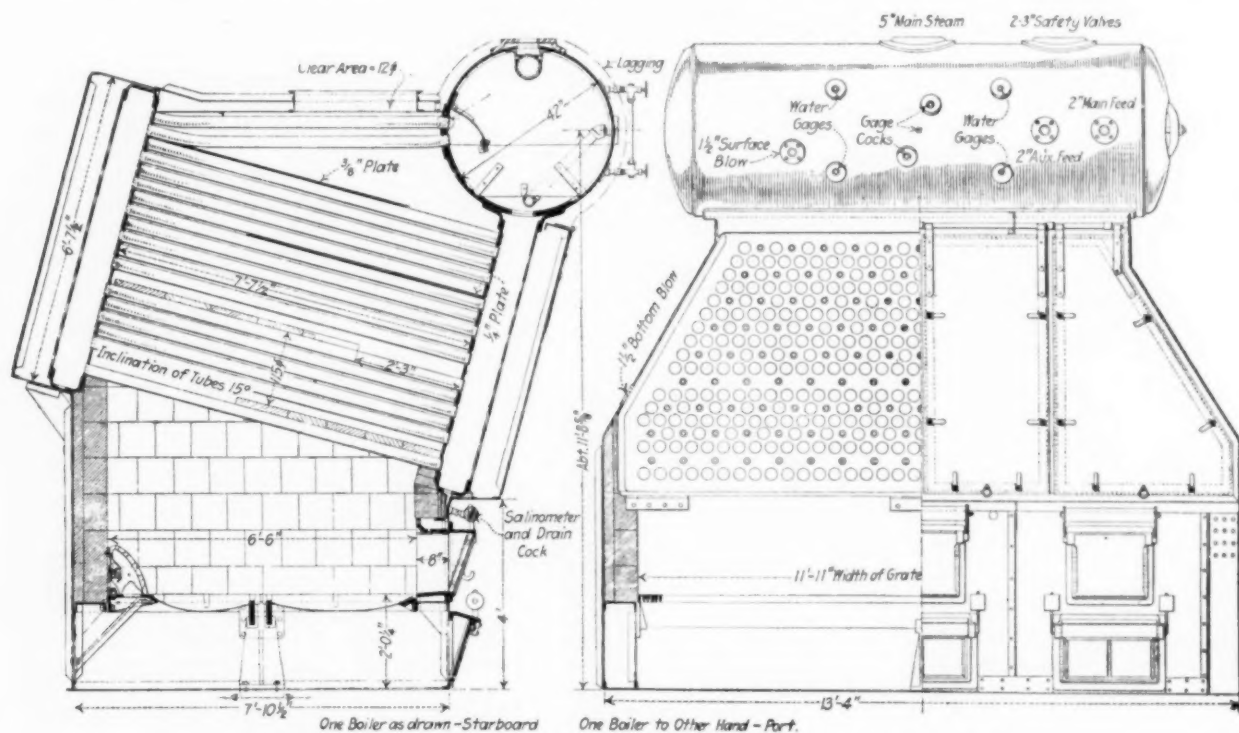 5" Main Steam
2-3" Safety Valves
Clear Area = 12 ▯'
Lagging
42"
Water
Gages
Gage
Cocks
Water
Gages
2" Main Feed
1½" Surface
Blow
2" Aux. Feed
⅜" Plate
6'-7½"
7'-7½"
¼" Plate
1½" Bottom Blow
Inclination of Tubes 15°
2'-3"
Abt. 11'-8⅝"
Salinometer
and Drain
Cock
6'-6"
8"
11'-11" Width of Grate
2'-0¼"
4'
7'-10½"
13'-4"
One Boiler as drawn - Starboard
One Boiler to Other Hand - Port.